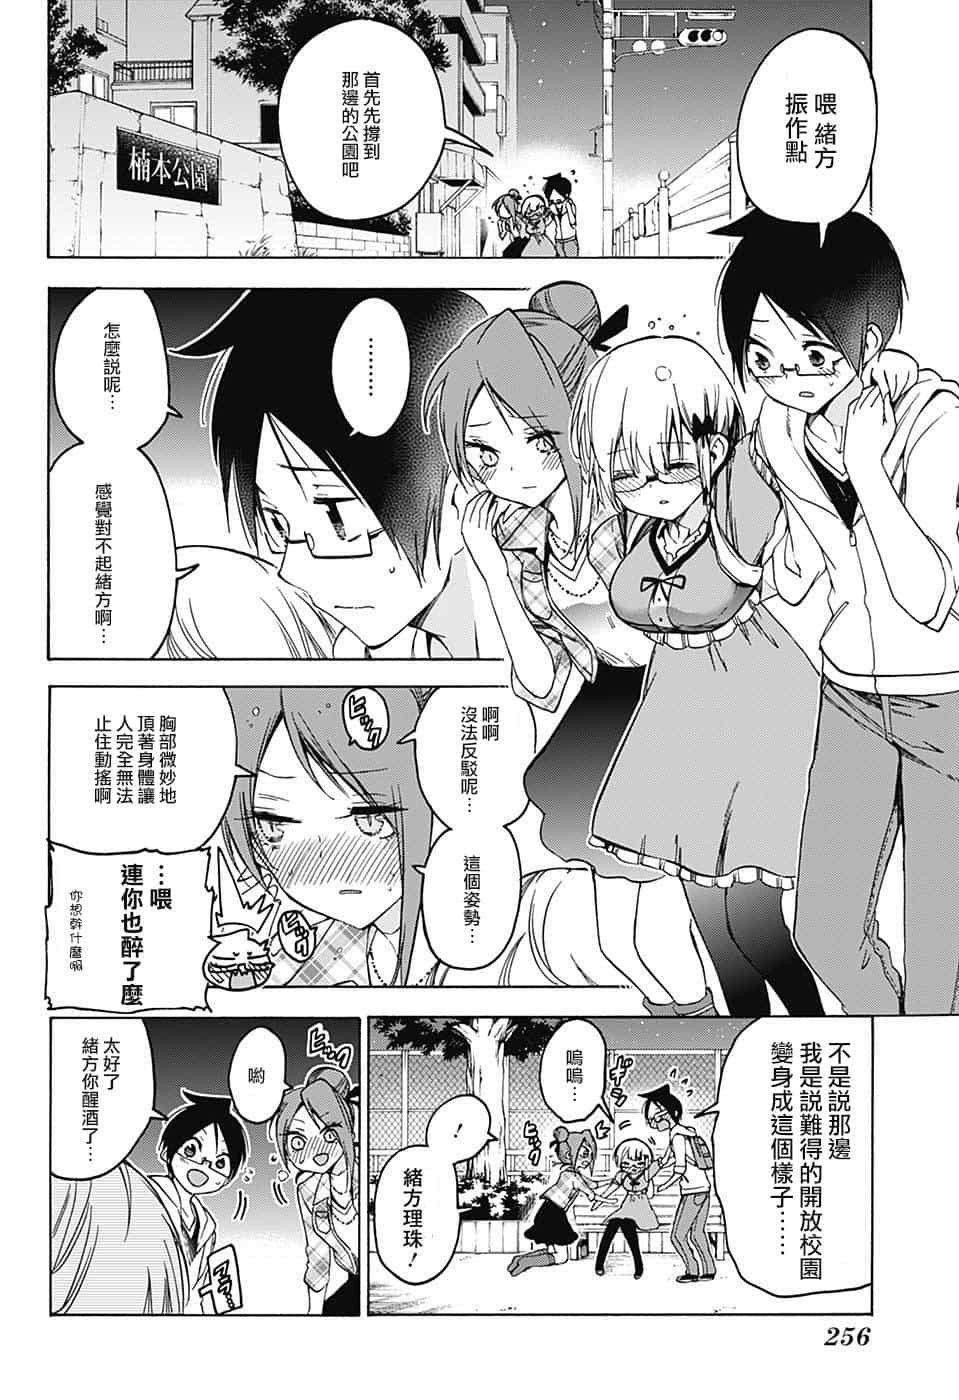 喂 緒方
振作點
首先先撐到
那邊的公園吧
楠本公園
………
怎麼說呢…
感覺對不起緒方啊…
啊啊
沒法反駁呢…
這個姿勢…
胸部微妙地
頂著身體讓
人完全無法
止住動搖啊
…喂
連你也醉了麼
你想幹什麼啊
ヒック
ヒック
不是說那邊
我是說難得的開放校園
變身成這個樣子……
嗚嗚…
！
緒方理珠！
喲
太好了
緒方你醒酒了…
256